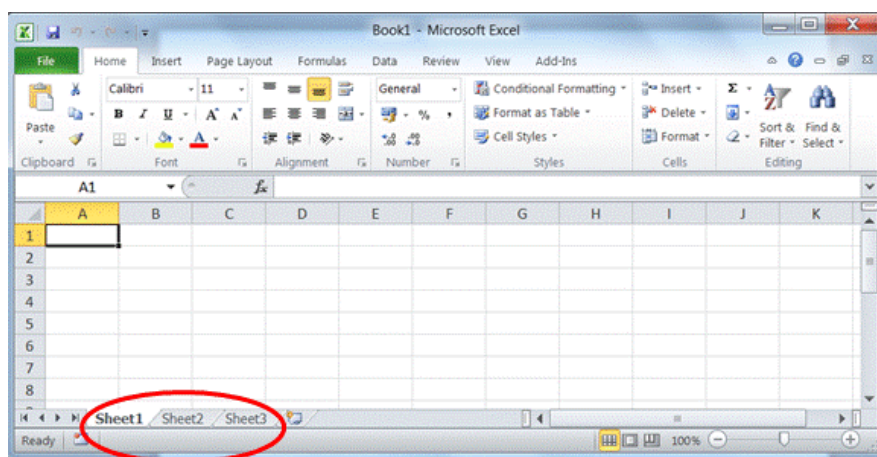 Book1 - Microsoft Excel
File Home Insert Page Layout Formulas Data Review View Add-Ins
Calibri 11 General Conditional Formatting Insert Σ
B I U A A % , Format as Table Delete
Paste A Cell Styles Format Sort & Find &
Filter Select
Clipboard Font Alignment Number Styles Cells Editing
A1 fx
A B C D E F G H I J K
1
2
3
4
5
6
7
8
Sheet1 Sheet2 Sheet3
Ready 100%